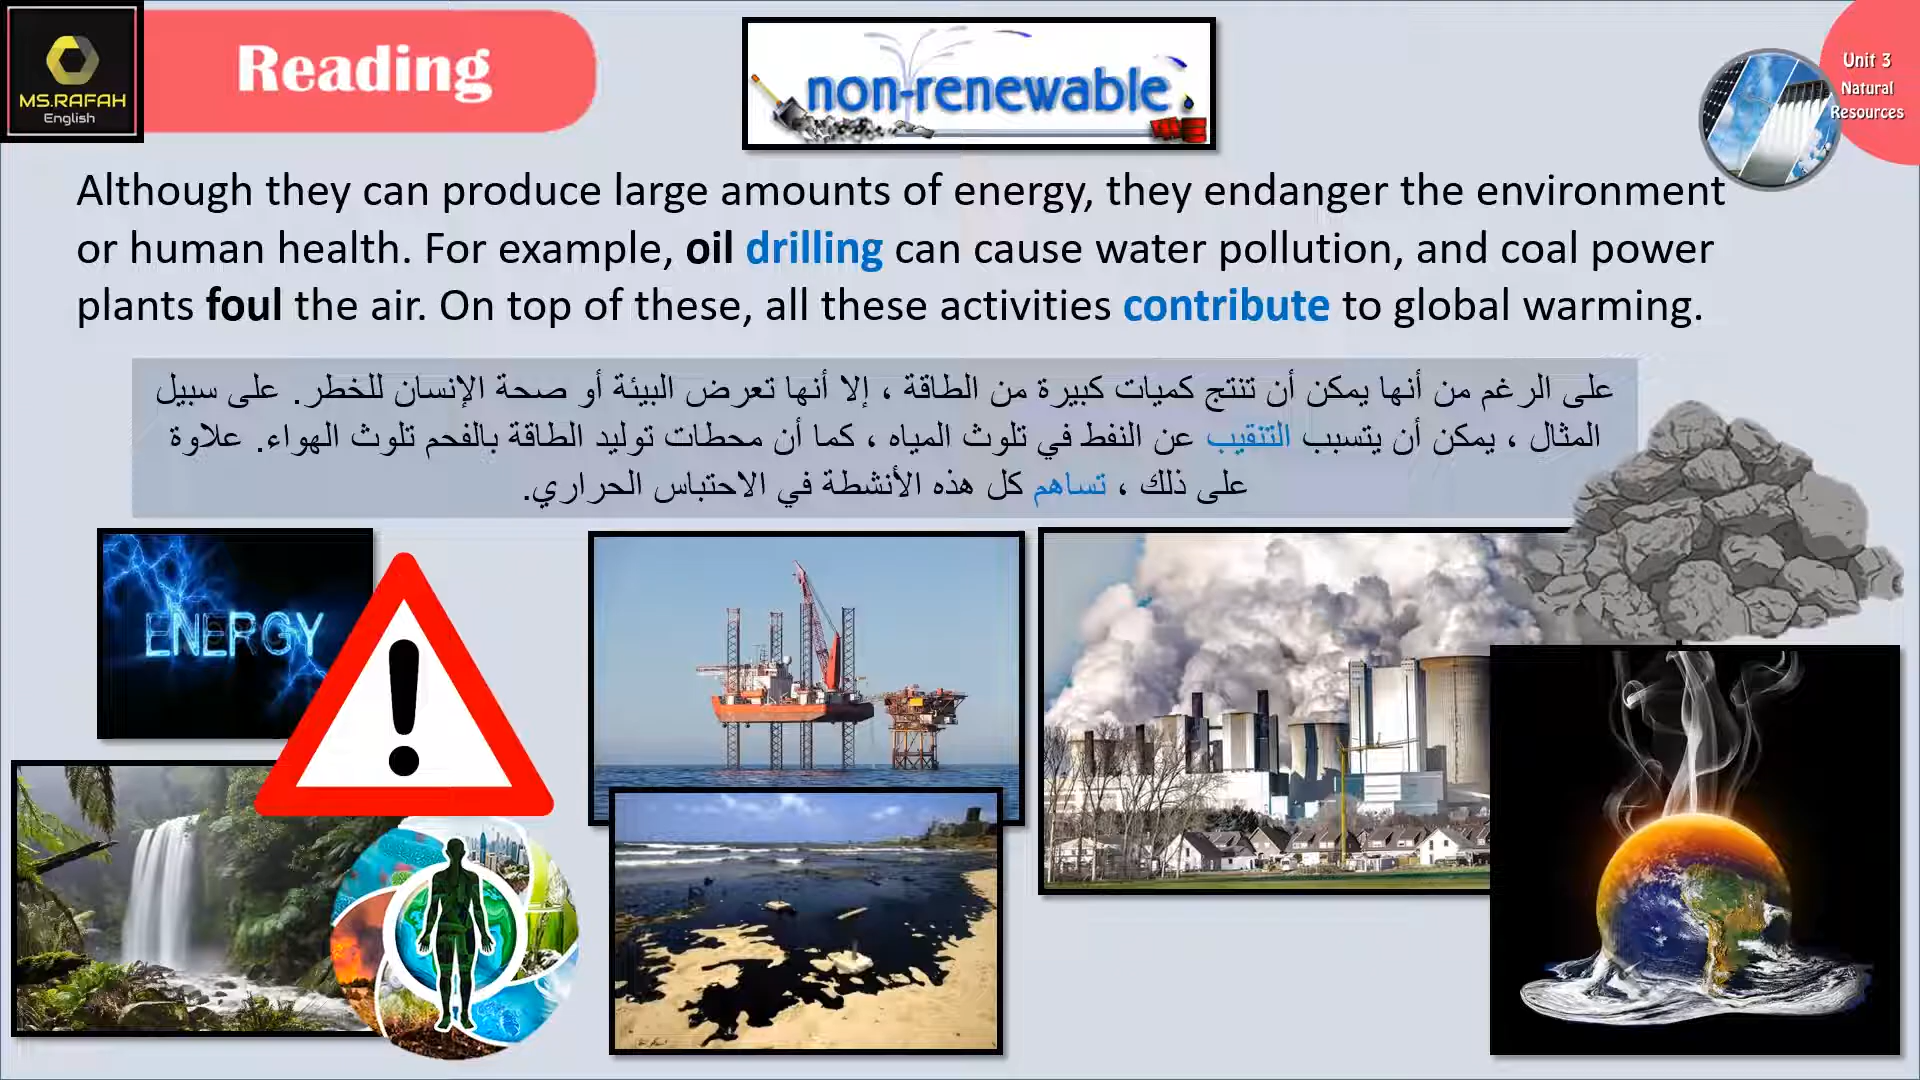 MS.RAFAH
English
Reading
non-renewable
Unit 3
Natural
Resources
Although they can produce large amounts of energy, they endanger the environment
or human health. For example, oil drilling can cause water pollution, and coal power
plants foul the air. On top of these, all these activities contribute to global warming.
على الرغم من أنها يمكن أن تنتج كميات كبيرة من الطاقة ، إلا أنها تعرض البيئة أو صحة الإنسان للخطر. على سبيل
المثال ، يمكن أن يتسبب التنقيب عن النفط في تلوث المياه ، كما أن محطات توليد الطاقة بالفحم تلوث الهواء. علاوة
على ذلك ، تساهم كل هذه الأنشطة في الاحتباس الحراري.
ENERGY